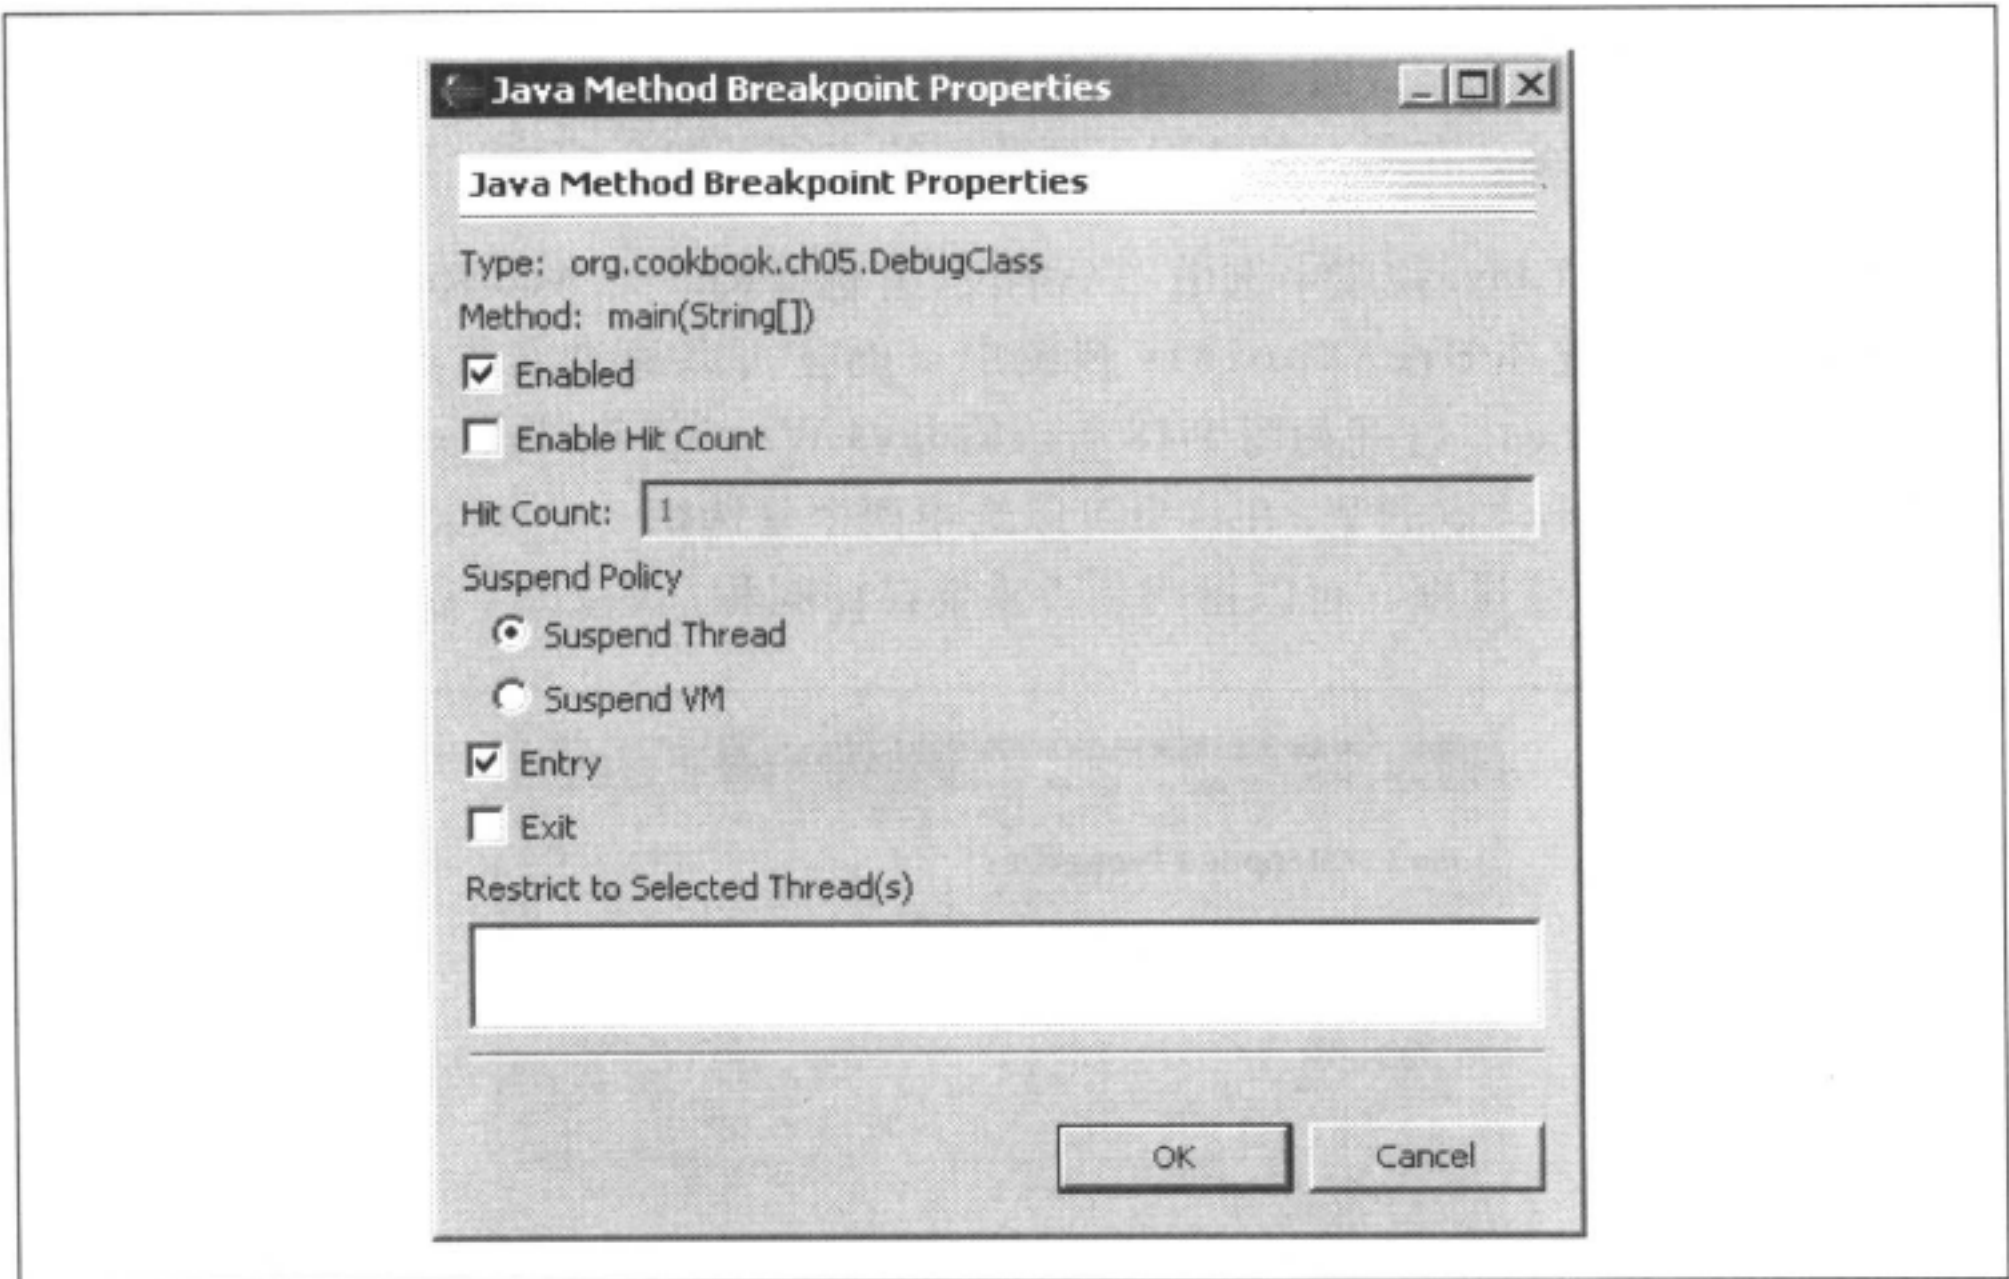 Java Method Breakpoint Properties
Java Method Breakpoint Properties
Type: org.cookbook.ch05.DebugClass
Method: main(String[])
Enabled
Enable Hit Count
Hit Count: 1
Suspend Policy
Suspend Thread
Suspend VM
Entry
Exit
Restrict to Selected Thread(s)
OK Cancel